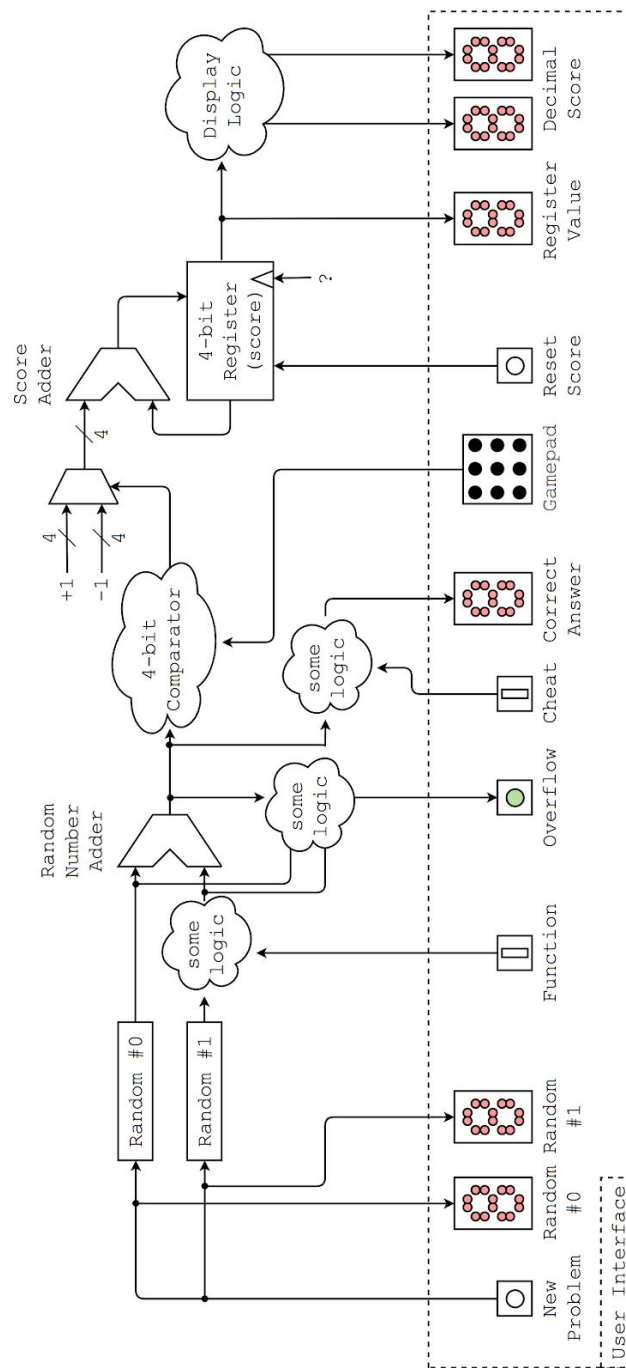 Score
Adder
Random
Number
Adder
+1
4
-1
4
4
Random #0
Random #1
some
logic
some
logic
4-bit
Comparator
some
logic
4-bit
Register
(score)
?
Display
Logic
New
Problem
Random
#0
Random
#1
Function
Overflow
Cheat
Correct
Answer
Gamepad
Reset
Score
Register
Value
Decimal
Score
User Interface